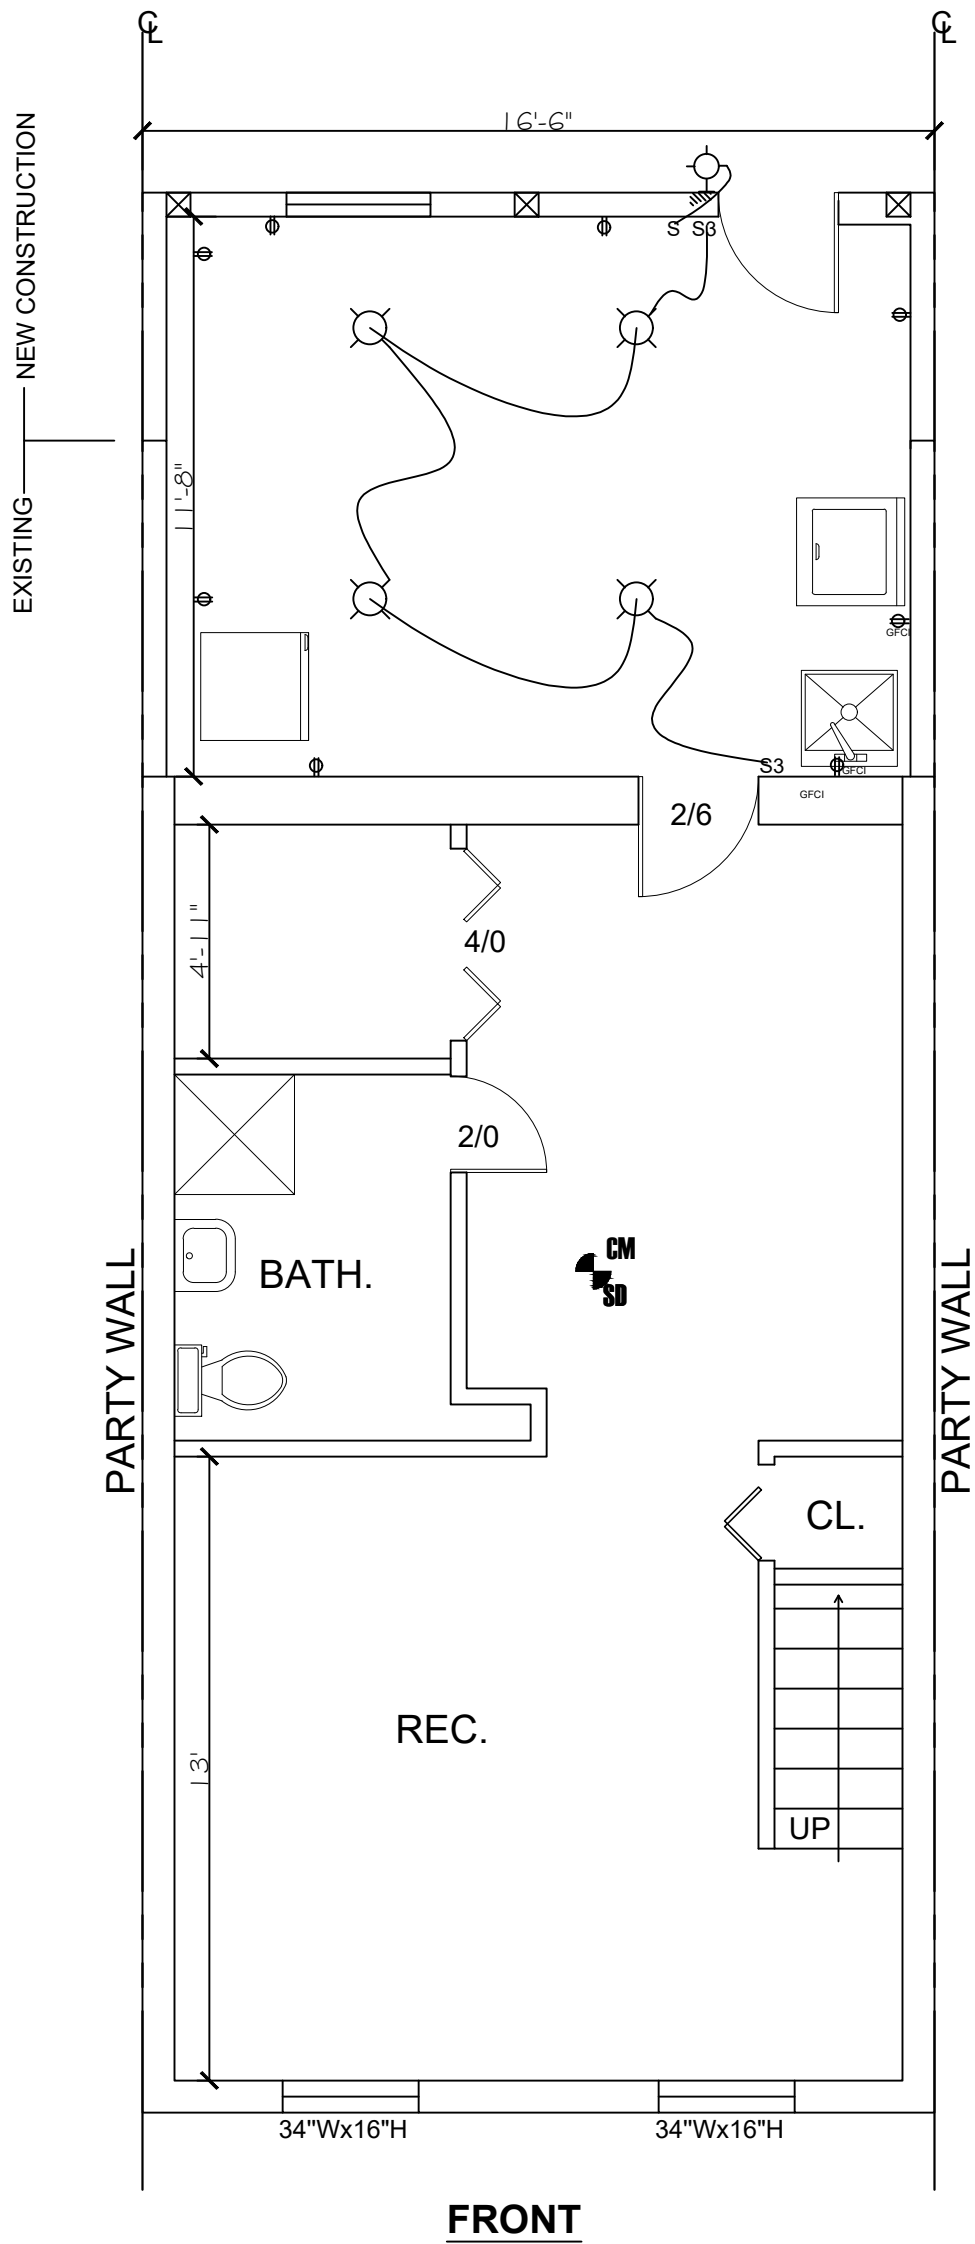 CL
CL
16'-6"
NEW CONSTRUCTION
S S3
11'-8"
EXISTING
GFCI
S3
GFCI
GFCI
2/6
4'-11"
4/0
2/0
CM
SD
BATH.
PARTY WALL
PARTY WALL
CL.
REC.
13'
UP
34"Wx16"H
34"Wx16"H
FRONT